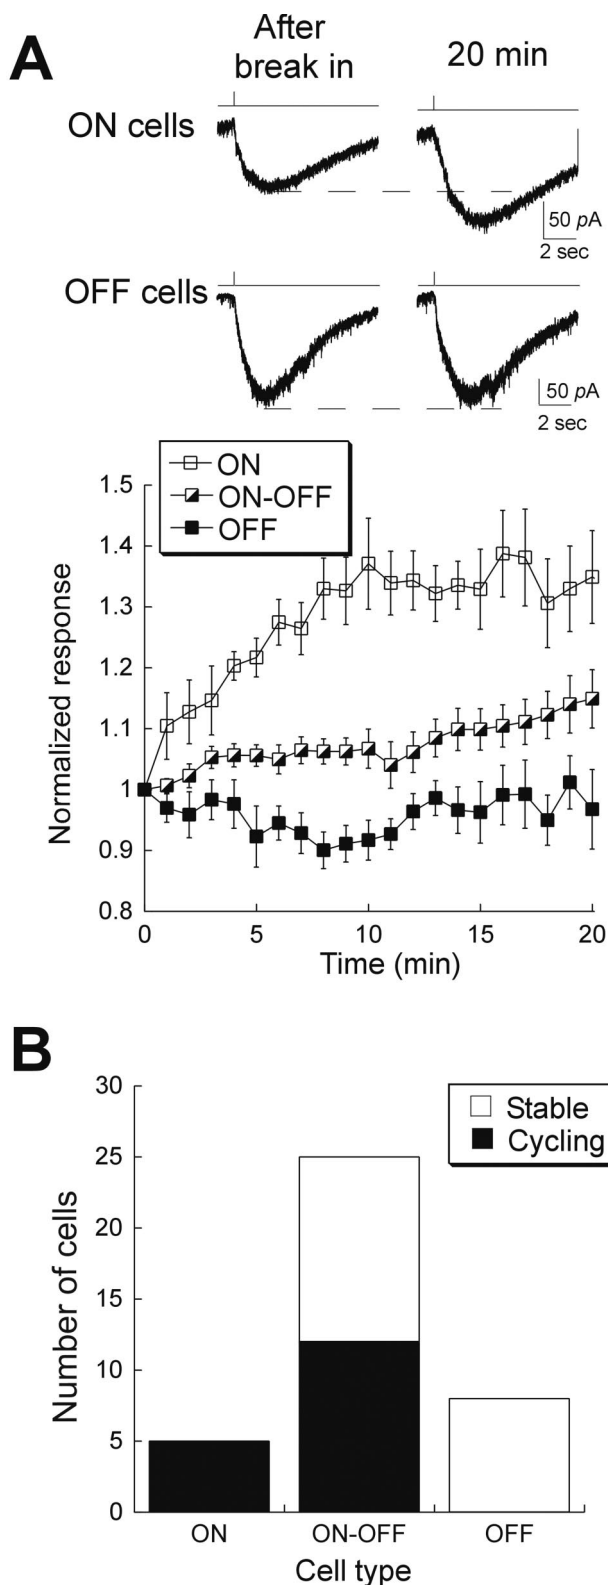 A
After
break in
20 min
ON cells
50 pA
2 sec
OFF cells
50 pA
2 sec
ON
ON-OFF
OFF
1.5
1.4
1.3
1.2
1.1
1
0.9
0.8
Normalized response
0
5
10
15
20
Time (min)
B
30
25
20
15
10
5
0
Number of cells
Stable
Cycling
ON
ON-OFF
OFF
Cell type